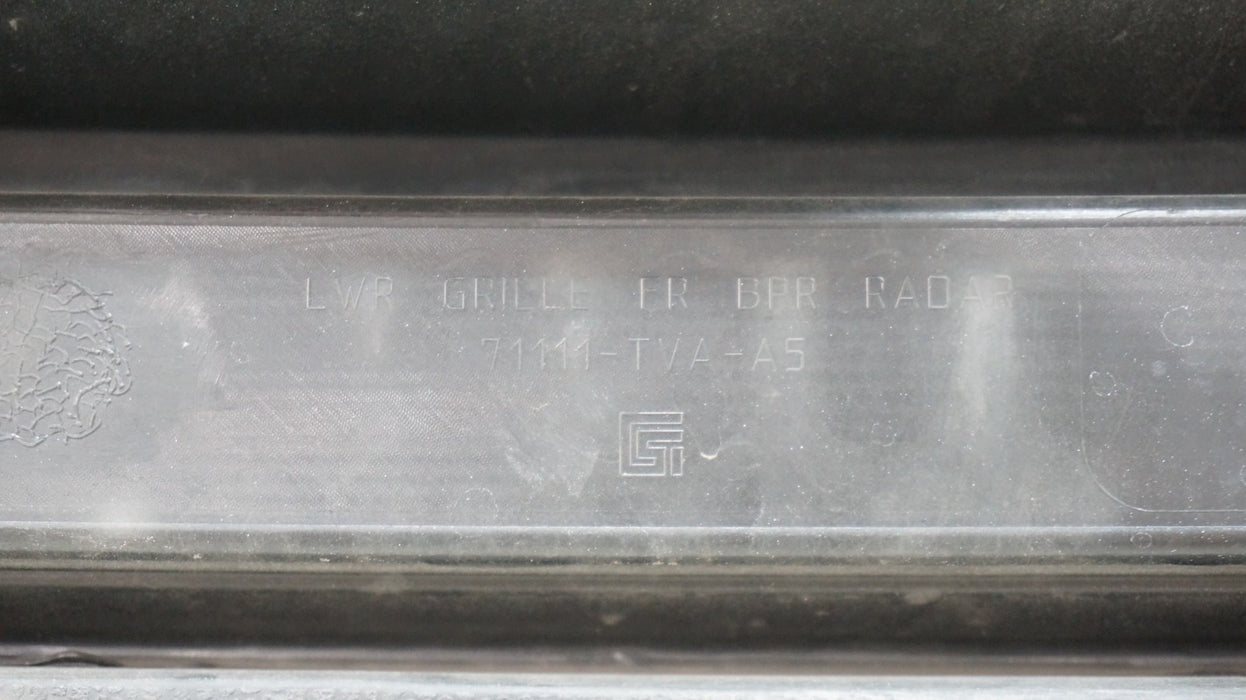 LWR GRILLE FR BPR RADAR
71111-TVA-A5